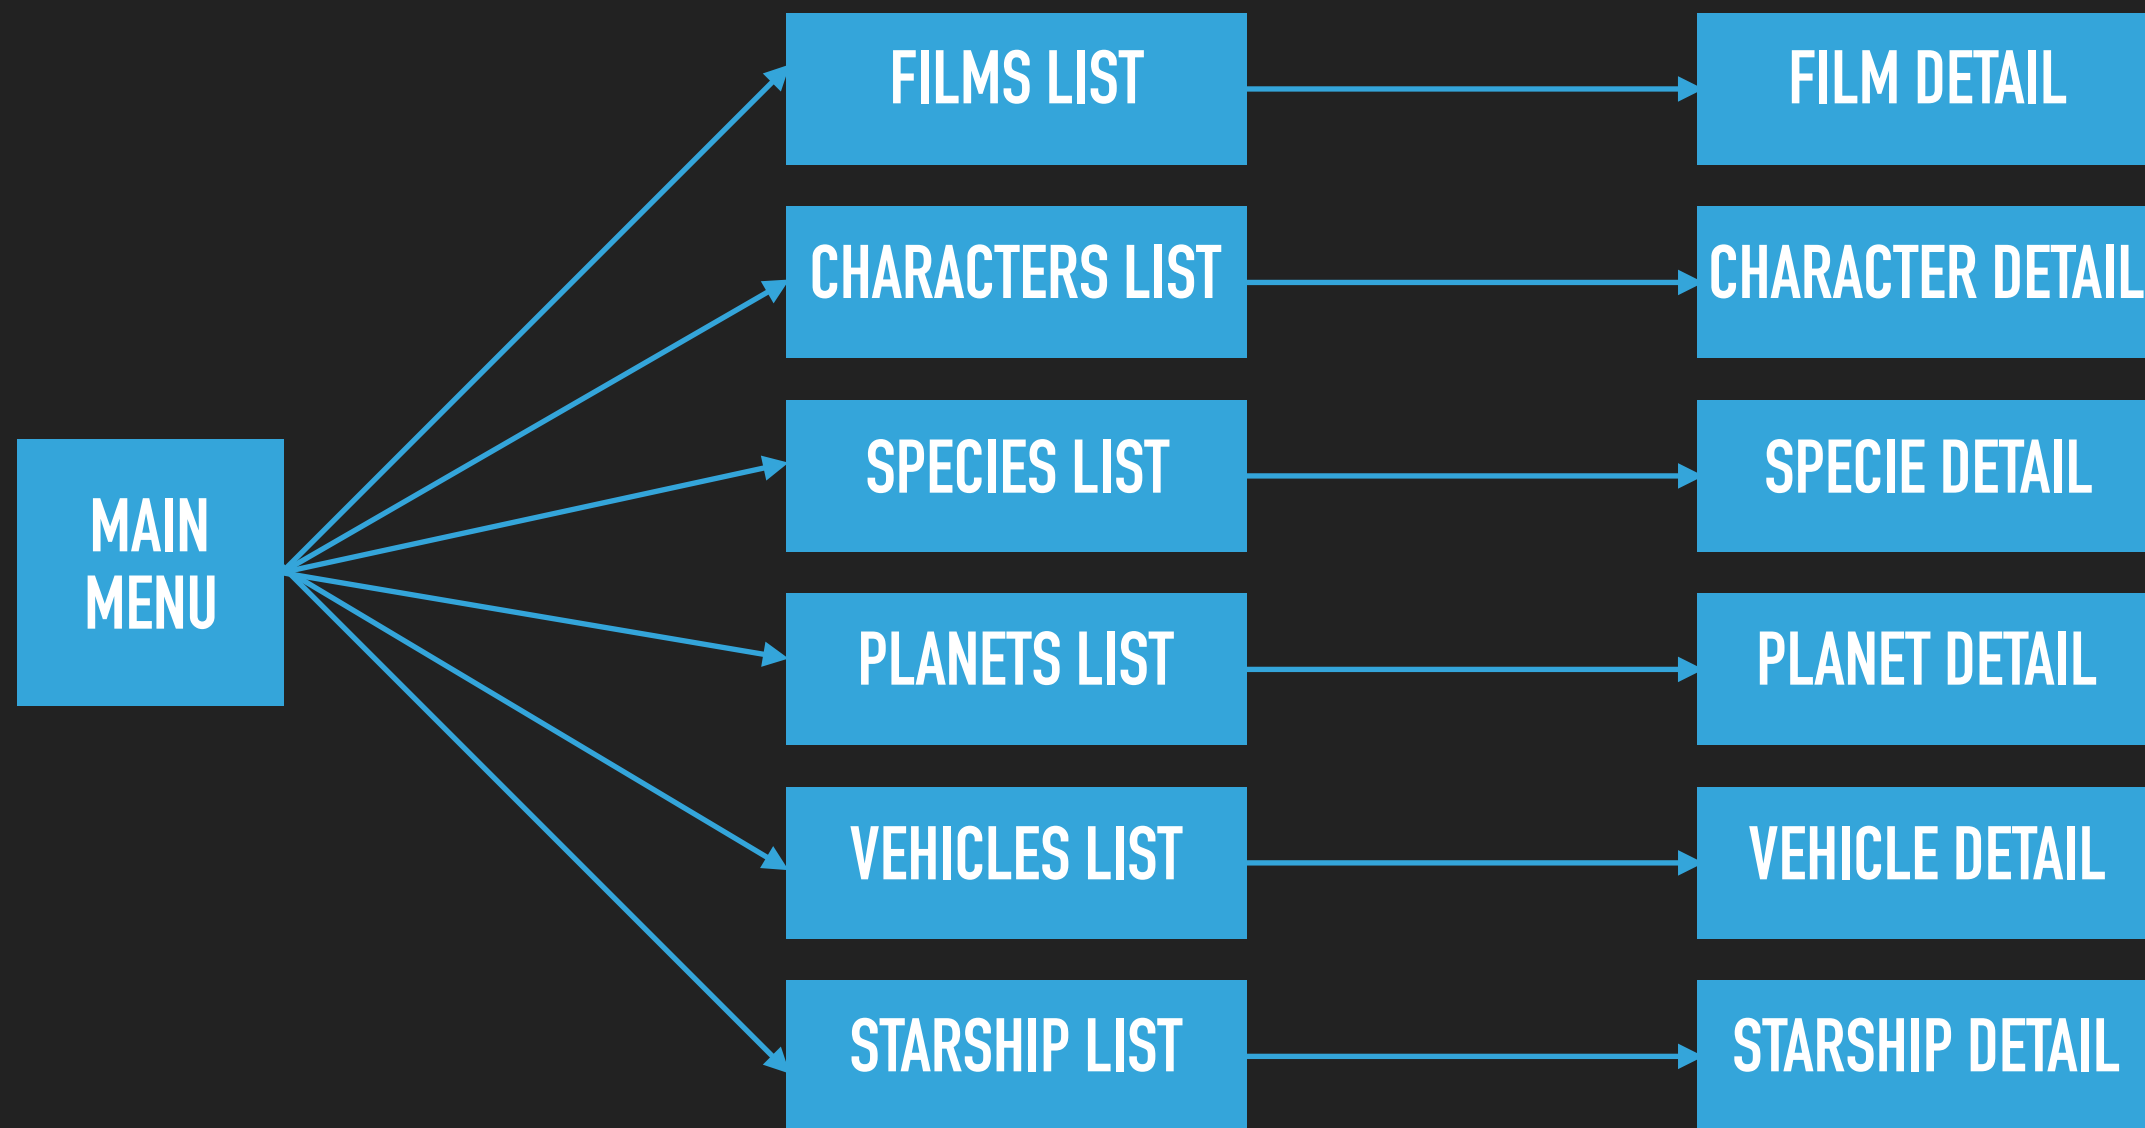 FILMS LIST
FILM DETAIL
CHARACTERS LIST
CHARACTER DETAIL
SPECIES LIST
SPECIE DETAIL
MAIN
MENU
PLANETS LIST
PLANET DETAIL
VEHICLES LIST
VEHICLE DETAIL
STARSHIP LIST
STARSHIP DETAIL